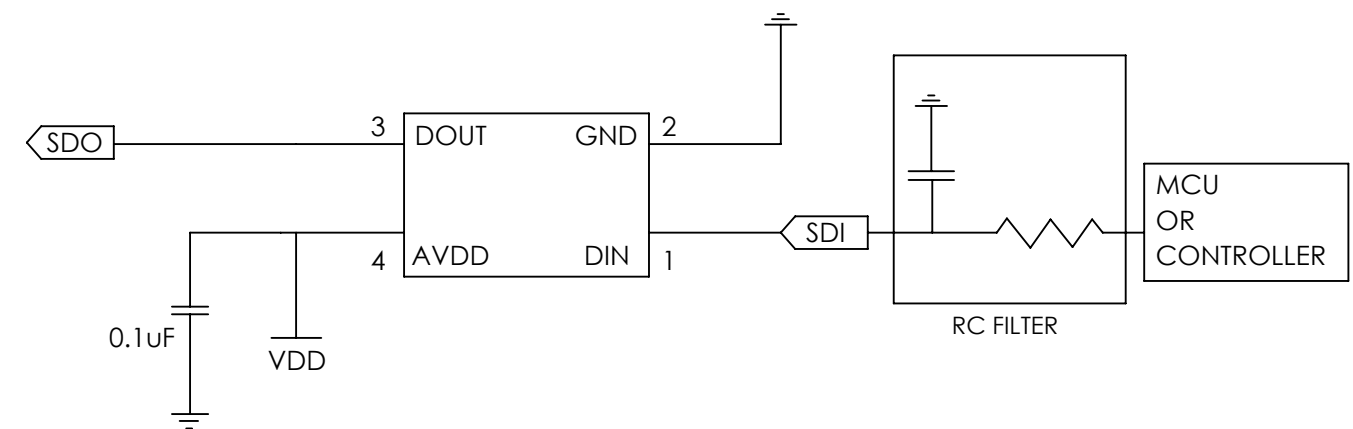 SDO
3
DOUT
GND
2
4
AVDD
DIN
1
SDI
MCU
OR
CONTROLLER
RC FILTER
0.1uF
VDD